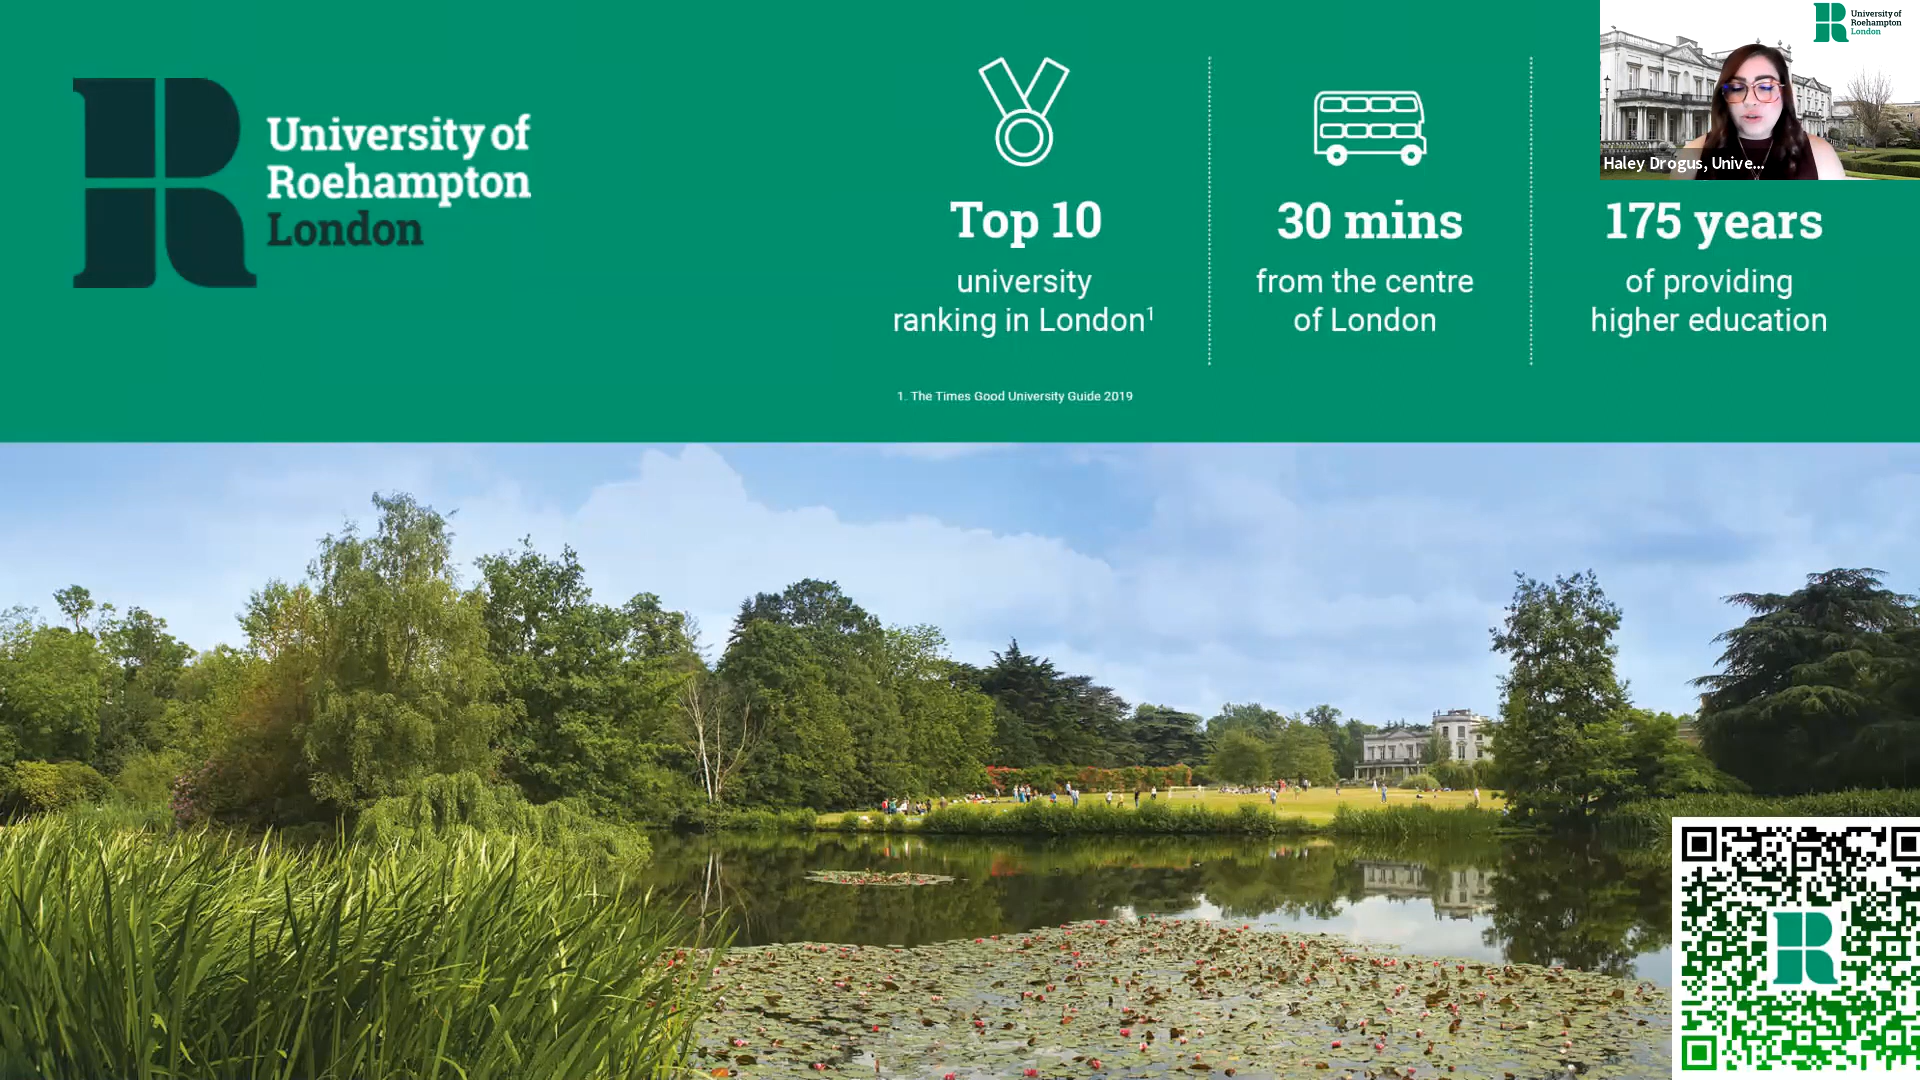 University of
Roehampton
London
Top 10
university
ranking in London¹
30 mins
from the centre
of London
175 years
of providing
higher education
1. The Times Good University Guide 2019
University of
Roehampton
London
Haley Drogus, Unive...